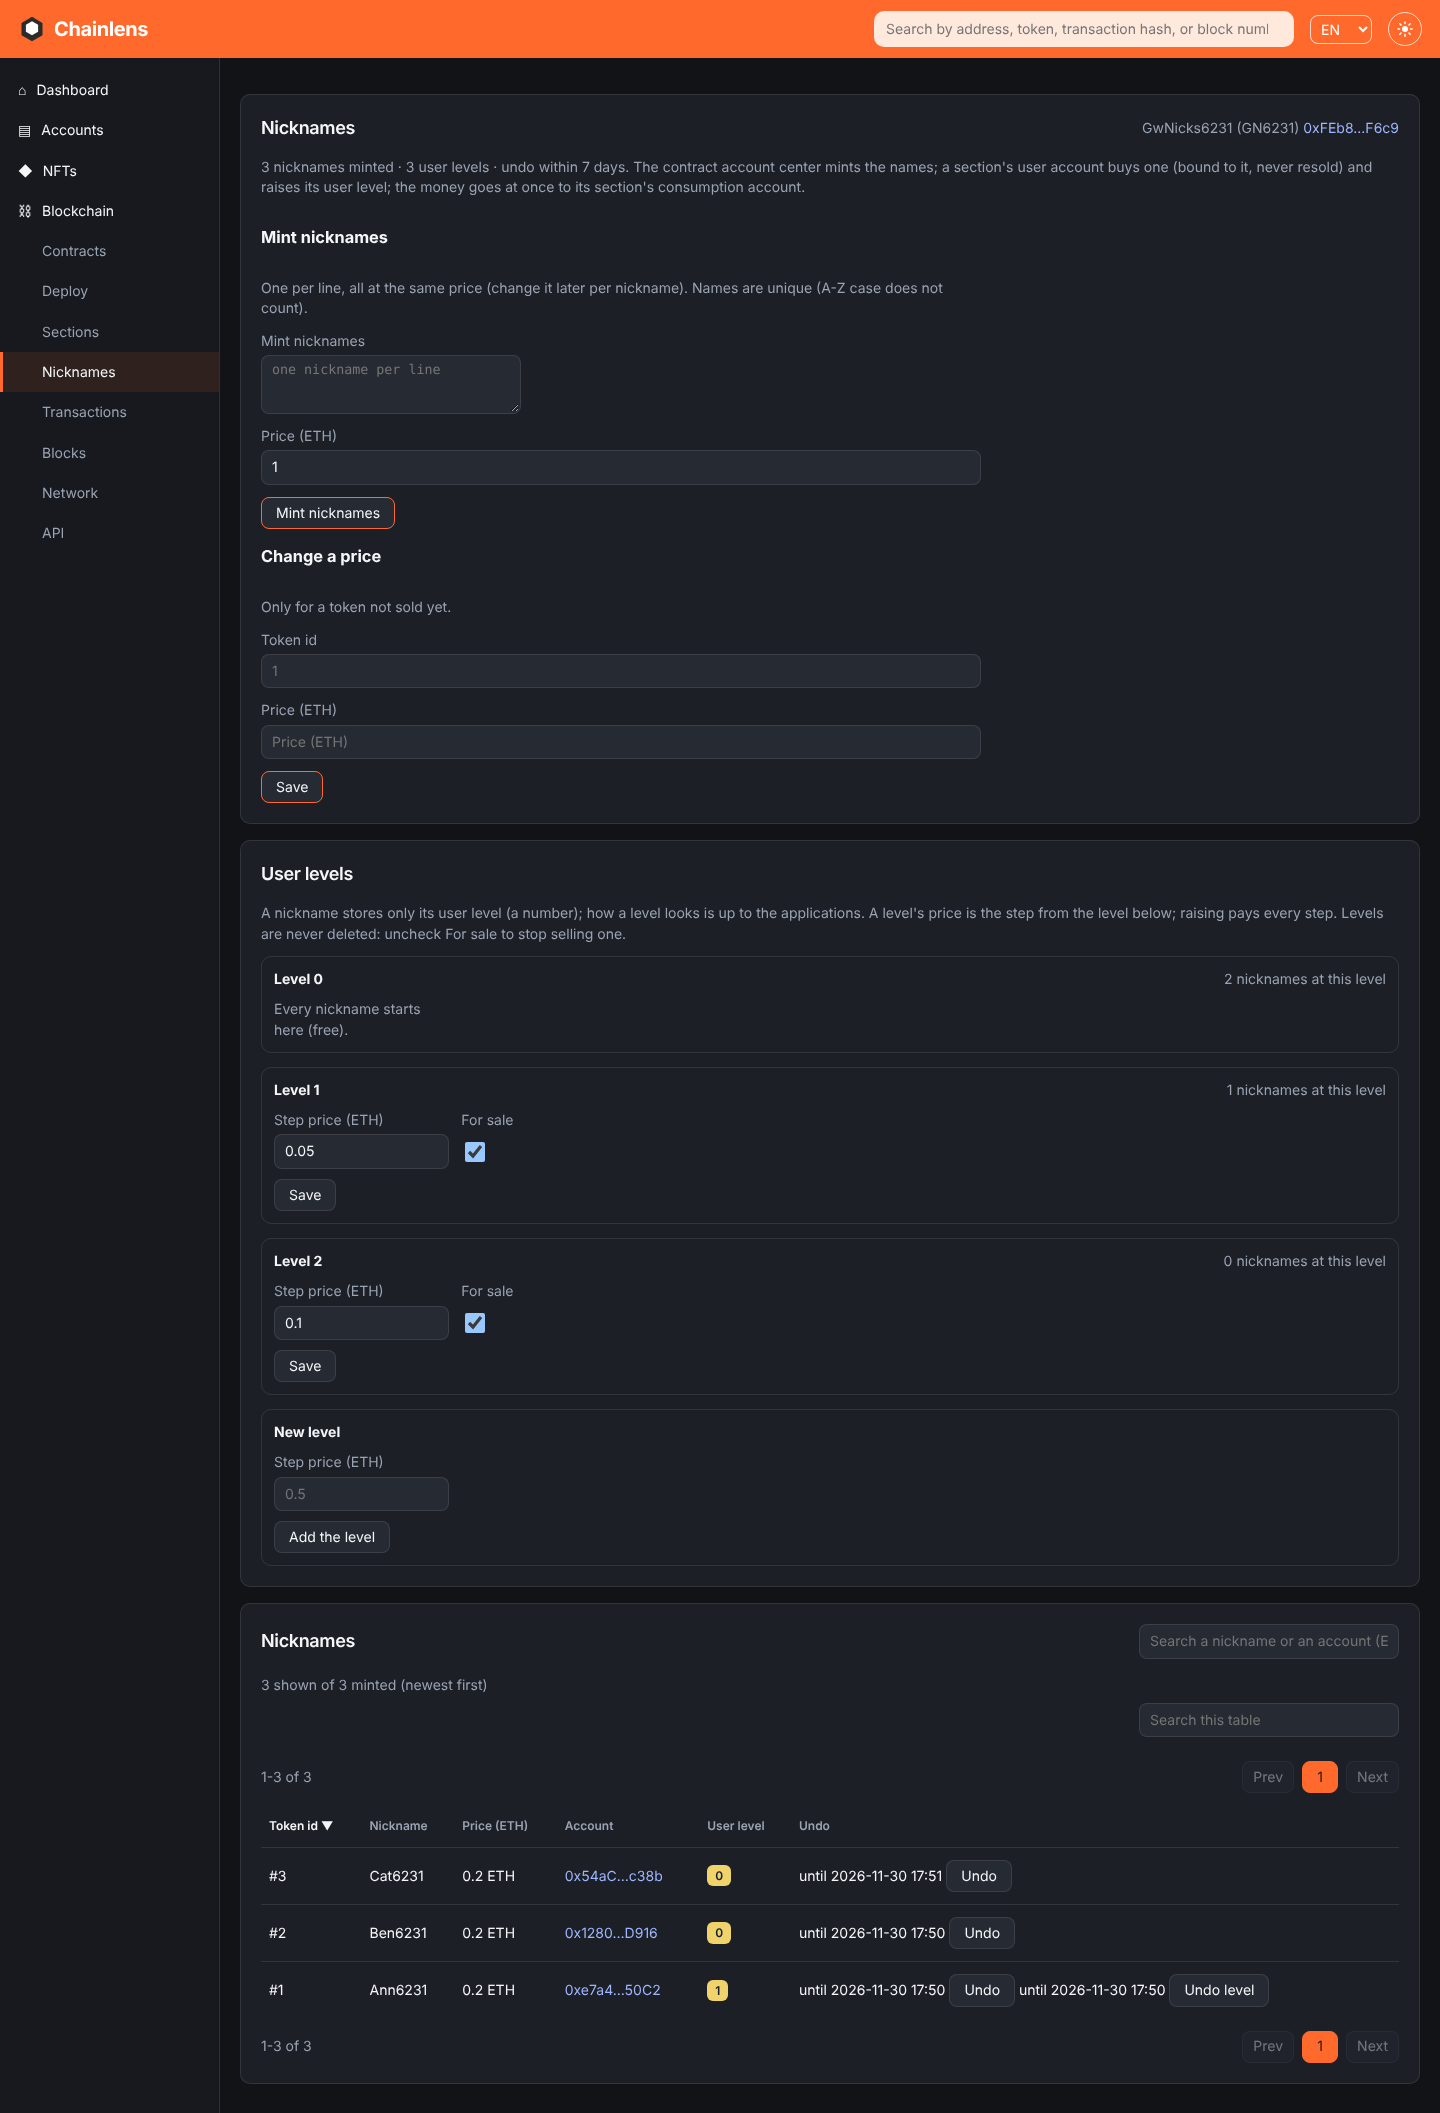 Chainlens
Search by address, token, transaction hash, or block num
EN
Dashboard
Accounts
NFTs
Blockchain
Contracts
Deploy
Sections
Nicknames
Transactions
Blocks
Network
API
Nicknames
GwNicks6231 (GN6231) 0xFEb8...F6c9
3 nicknames minted · 3 user levels · undo within 7 days. The contract account center mints the names; a section's user account buys one (bound to it, never resold) and
raises its user level; the money goes at once to its section's consumption account.
Mint nicknames
One per line, all at the same price (change it later per nickname). Names are unique (A-Z case does not
count).
Mint nicknames
one nickname per line
Price (ETH)
1
Mint nicknames
Change a price
Only for a token not sold yet.
Token id
1
Price (ETH)
Price (ETH)
Save
User levels
A nickname stores only its user level (a number); how a level looks is up to the applications. A level's price is the step from the level below; raising pays every step. Levels
are never deleted: uncheck For sale to stop selling one.
Level 0
2 nicknames at this level
Every nickname starts
here (free).
Level 1
1 nicknames at this level
Step price (ETH) For sale
0.05
Save
Level 2
0 nicknames at this level
Step price (ETH) For sale
0.1
Save
New level
Step price (ETH)
0.5
Add the level
Nicknames
Search a nickname or an account (E
3 shown of 3 minted (newest first)
Search this table
1-3 of 3
Prev 1 Next
Token id ▼ Nickname Price (ETH) Account User level Undo
#3 Cat6231 0.2 ETH 0x54aC...c38b 0 until 2026-11-30 17:51 Undo
#2 Ben6231 0.2 ETH 0x1280...D916 0 until 2026-11-30 17:50 Undo
#1 Ann6231 0.2 ETH 0xe7a4...50C2 1 until 2026-11-30 17:50 Undo until 2026-11-30 17:50 Undo level
1-3 of 3
Prev 1 Next